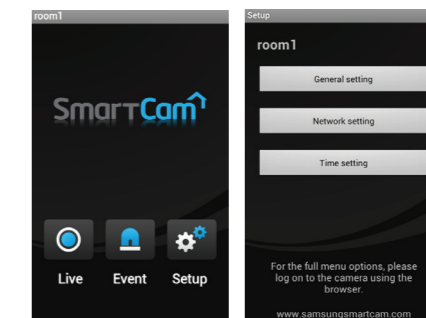 room1
SmartCam
Live Event Setup
Setup
room1
General setting
Network setting
Time setting
For the full menu options, please
log on to the camera using the
browser.
www.samsungsmartcam.com